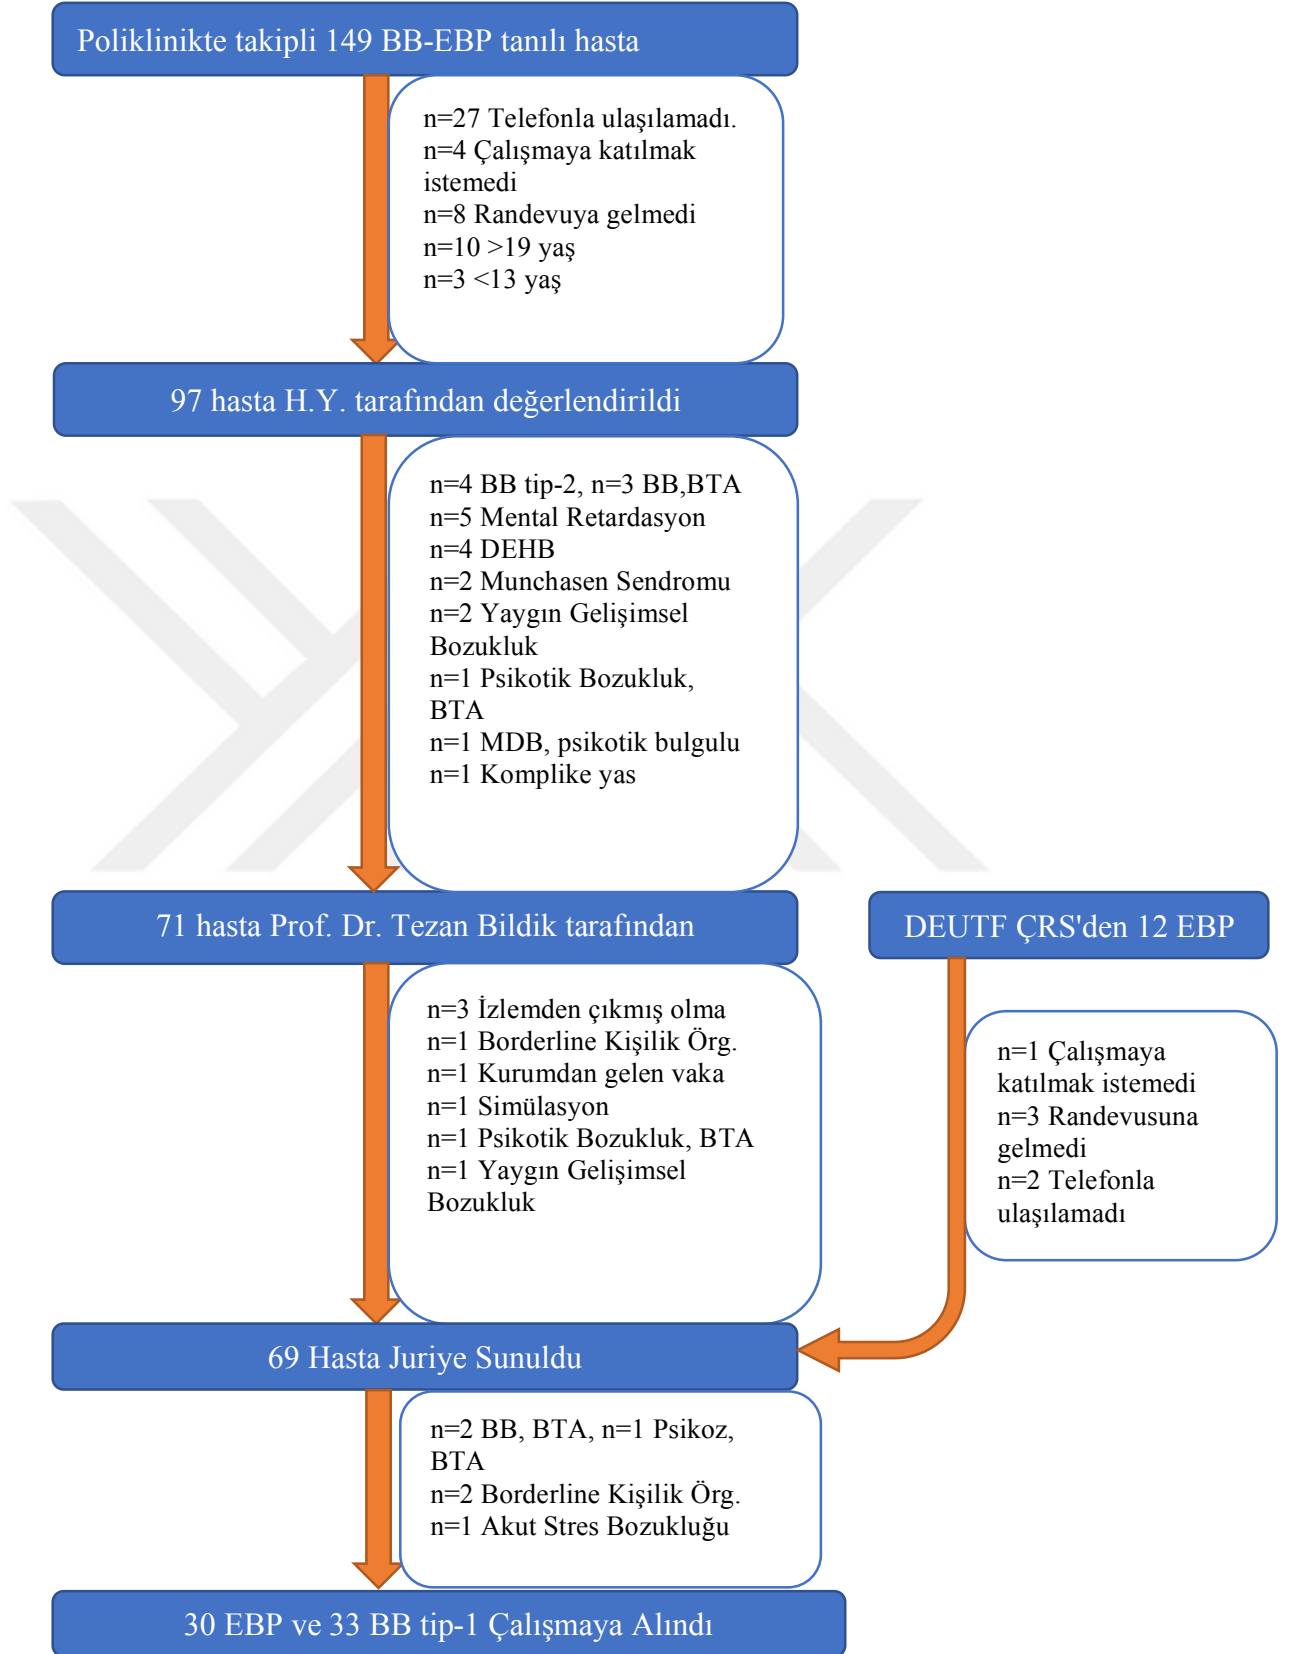 Poliklinikte takipli 149 BB-EBP tanılı hasta
n=27 Telefonla ulaşılamadı.
n=4 Çalışmaya katılmak
istemedi
n=8 Randevuya gelmedi
n=10 >19 yaş
n=3 <13 yaş
97 hasta H.Y. tarafından değerlendirildi
n=4 BB tip-2, n=3 BB,BTA
n=5 Mental Retardasyon
n=4 DEHB
n=2 Munchasen Sendromu
n=2 Yaygın Gelişimsel
Bozukluk
n=1 Psikotik Bozukluk,
BTA
n=1 MDB, psikotik bulgulu
n=1 Komplike yas
71 hasta Prof. Dr. Tezan Bildik tarafından
n=3 İzlemden çıkmış olma
n=1 Borderline Kişilik Örg.
n=1 Kurumdan gelen vaka
n=1 Simülasyon
n=1 Psikotik Bozukluk, BTA
n=1 Yaygın Gelişimsel
Bozukluk
DEUTF ÇRS'den 12 EBP
n=1 Çalışmaya
katılmak istemedi
n=3 Randevusuna
gelmedi
n=2 Telefonla
ulaşılamadı
69 Hasta Juriye Sunuldu
n=2 BB, BTA, n=1 Psikoz,
BTA
n=2 Borderline Kişilik Örg.
n=1 Akut Stres Bozukluğu
30 EBP ve 33 BB tip-1 Çalışmaya Alındı